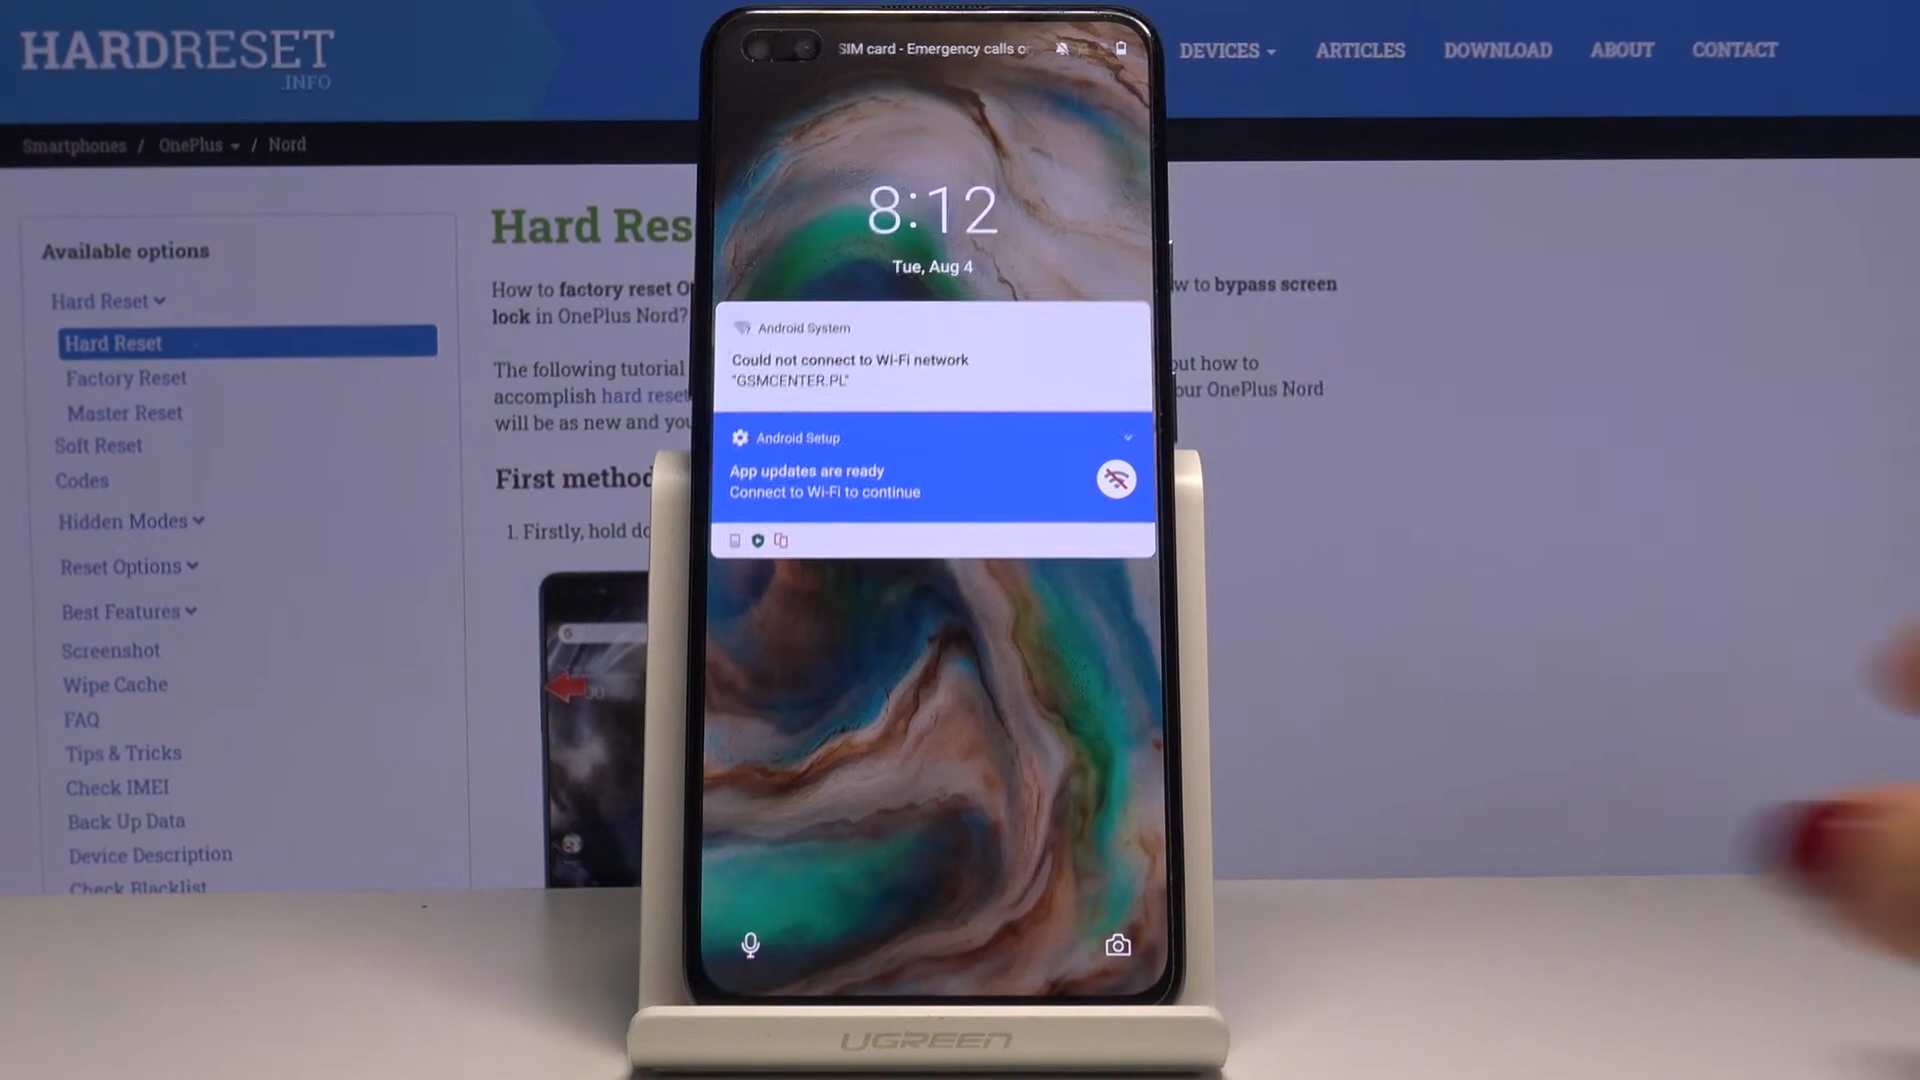 HARDRESET
.INFO
DEVICES
ARTICLES
DOWNLOAD
ABOUT
CONTACT
Smartphones / OnePlus / Nord
Available options
Hard Reset
Hard Reset
Factory Reset
Master Reset
Soft Reset
Codes
Hidden Modes
Reset Options
Best Features
Screenshot
Wipe Cache
FAQ
Tips & Tricks
Check IMEI
Back Up Data
Device Description
Check Blacklist
Hard Res
How to factory reset O
lock in OnePlus Nord?
The following tutorial
accomplish hard reset
will be as new and you
First method
1. Firstly, hold do
w to bypass screen
out how to
our OnePlus Nord
SIM card - Emergency calls o
8:12
Tue, Aug 4
Android System
Could not connect to Wi-Fi network
"GSMCENTER.PL"
Android Setup
App updates are ready
Connect to Wi-Fi to continue
UGREEN